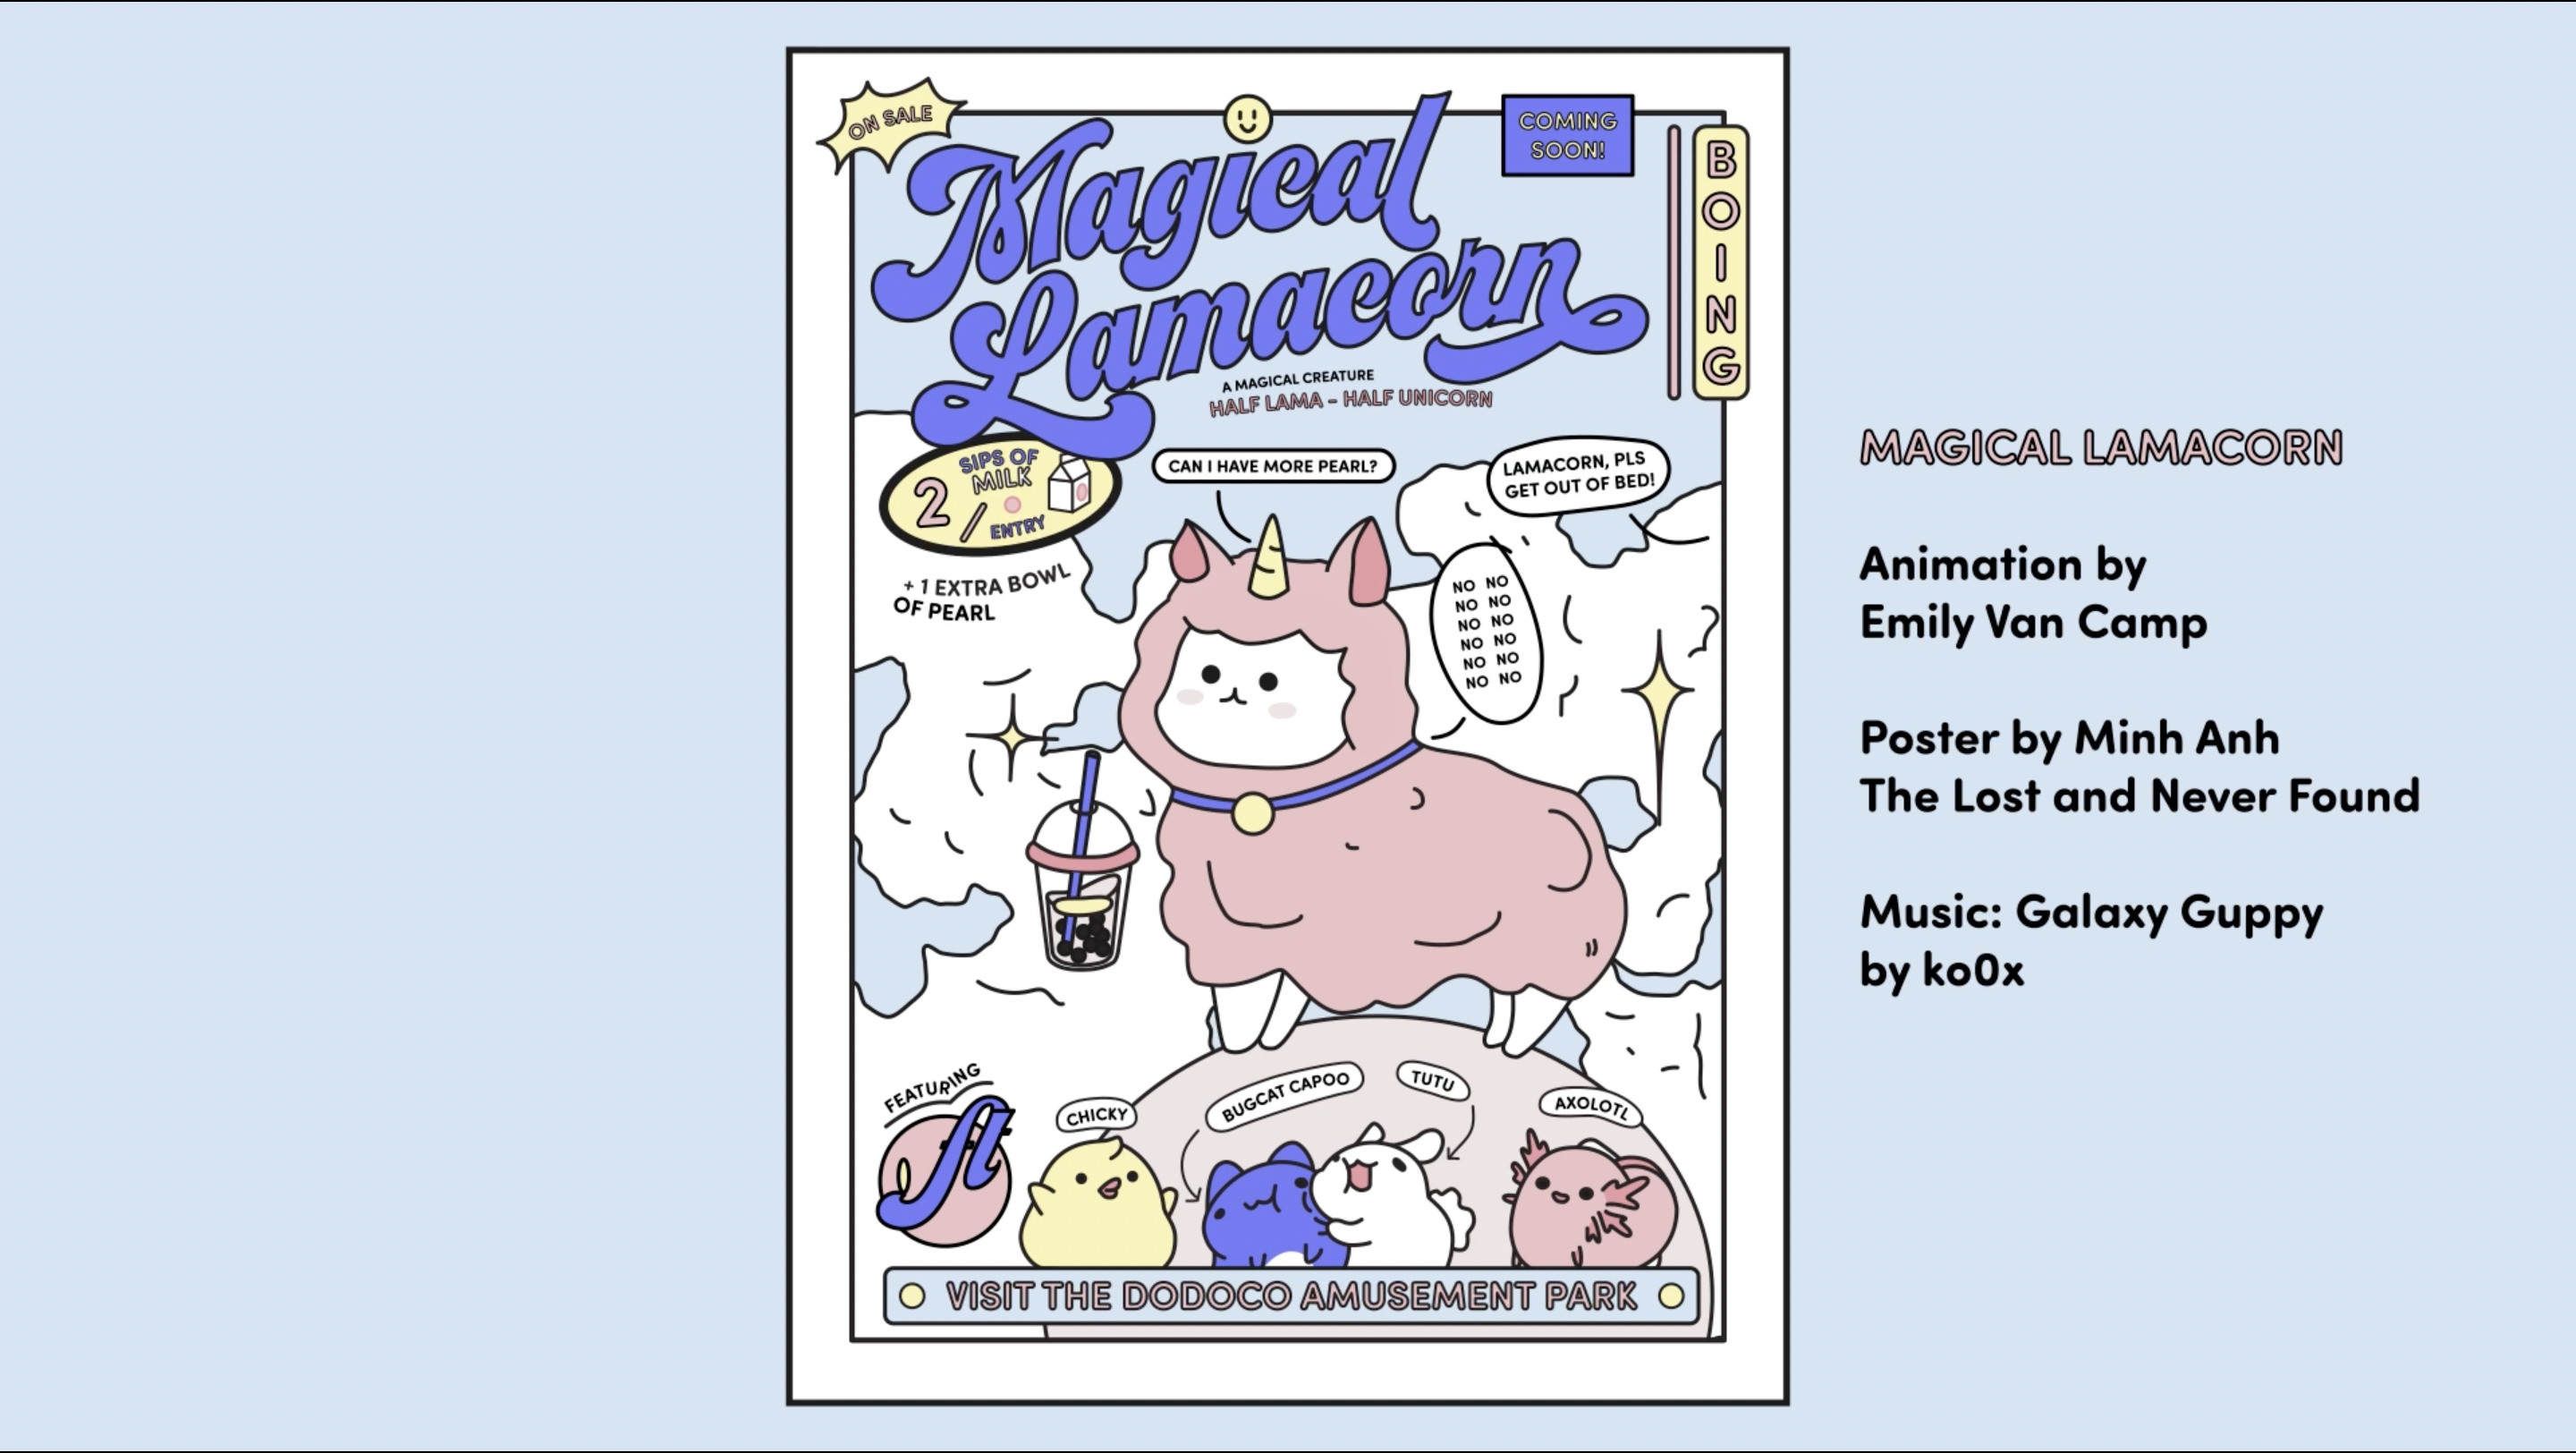 ON SALE
COMING
SOON!
BOING
Magical
Lamacorn
A MAGICAL CREATURE
HALF LAMA - HALF UNICORN
2 / SIPS OF
MILK
ENTRY
+ 1 EXTRA BOWL
OF PEARL
CAN I HAVE MORE PEARL?
LAMACORN, PLS
GET OUT OF BED!
NO NO
NO NO
NO NO
NO NO
NO NO
NO NO
FEATURING
ft
CHICKY
BUGCAT CAPOO
TUTU
AXOLOTL
VISIT THE DODOCO AMUSEMENT PARK
MAGICAL LAMACORN
Animation by
Emily Van Camp
Poster by Minh Anh
The Lost and Never Found
Music: Galaxy Guppy
by ko0x